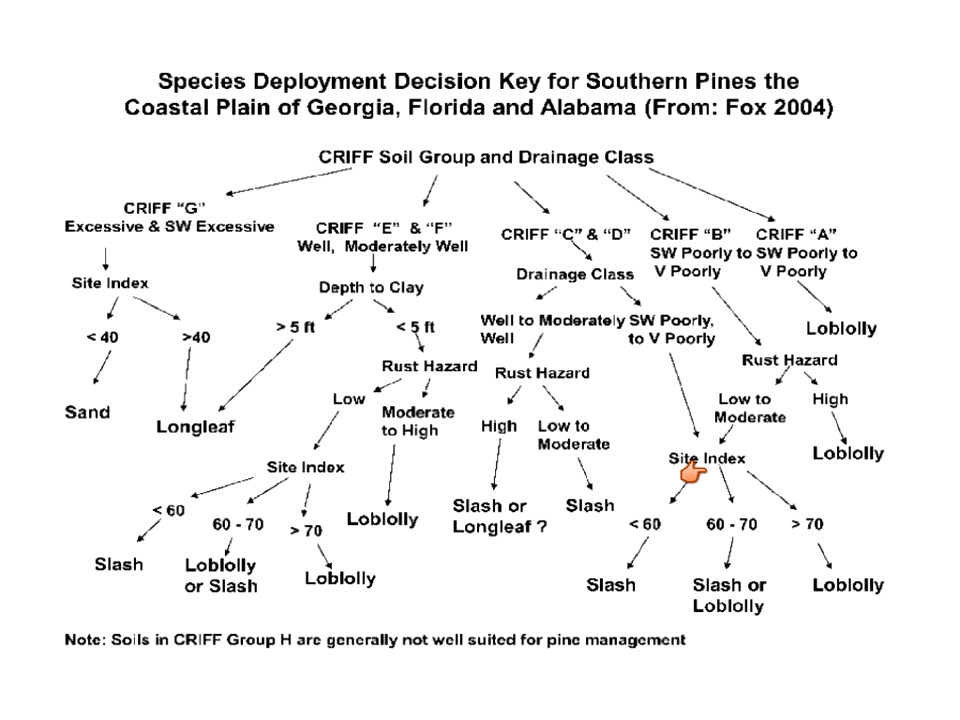 Species Deployment Decision Key for Southern Pines the
Coastal Plain of Georgia, Florida and Alabama (From: Fox 2004)
CRIFF Soil Group and Drainage Class
CRIFF "G"
Excessive & SW Excessive
CRIFF "E" & "F"
Well, Moderately Well
CRIFF "C" & "D"
CRIFF "B"
SW Poorly to
V Poorly
CRIFF "A"
SW Poorly to
V Poorly
Site Index
Depth to Clay
Drainage Class
< 40
>40
> 5 ft
< 5 ft
Well to Moderately
Well
SW Poorly,
to V Poorly
Loblolly
Rust Hazard
Rust Hazard
Rust Hazard
Sand
Longleaf
Low
Moderate
to High
High
Low to
Moderate
Low to
Moderate
High
Site Index
Site Index
Loblolly
< 60
60 - 70
> 70
Loblolly
Slash or
Longleaf ?
Slash
< 60
60 - 70
> 70
Slash
Loblolly
or Slash
Loblolly
Slash
Slash or
Loblolly
Loblolly
Note: Soils in CRIFF Group H are generally not well suited for pine management